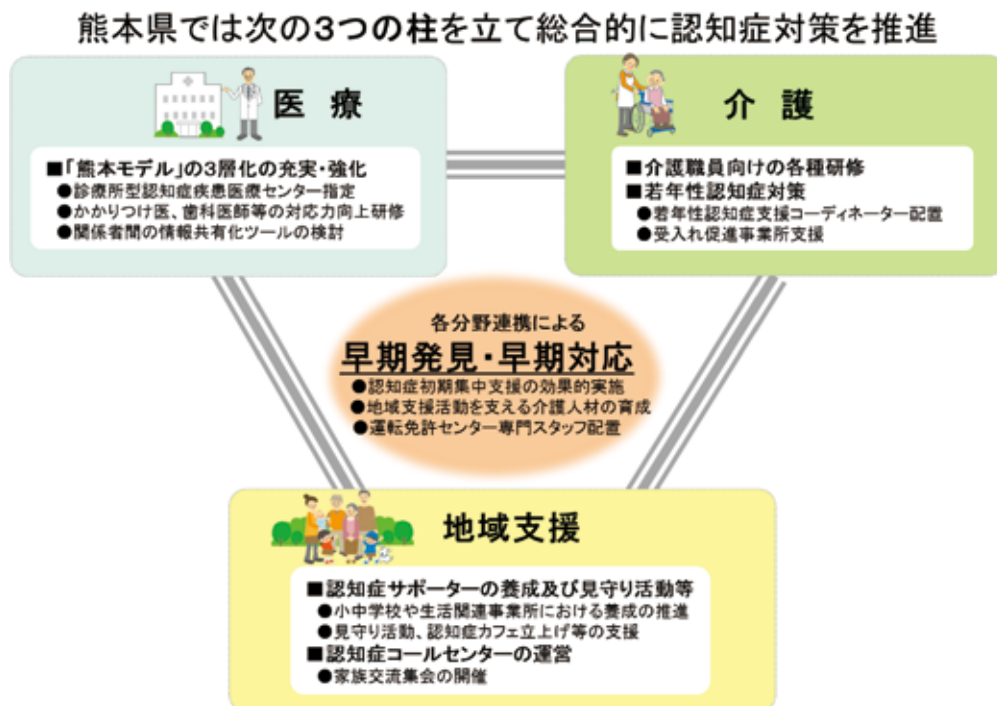 熊本県では次の3つの柱を立て総合的に認知症対策を推進
医療
■「熊本モデル」の3層化の充実・強化
●診療所型認知症疾患医療センター指定
●かかりつけ医、歯科医師等の対応力向上研修
●関係者間の情報共有化ツールの検討
介護
■介護職員向けの各種研修
■若年性認知症対策
●若年性認知症支援コーディネーター配置
●受入れ促進事業所支援
各分野連携による
早期発見・早期対応
●認知症初期集中支援の効果的実施
●地域支援活動を支える介護人材の育成
●運転免許センター専門スタッフ配置
地域支援
■認知症サポーターの養成及び見守り活動等
●小中学校や生活関連事業所における養成の推進
●見守り活動、認知症カフェ立上げ等の支援
■認知症コールセンターの運営
●家族交流集会の開催